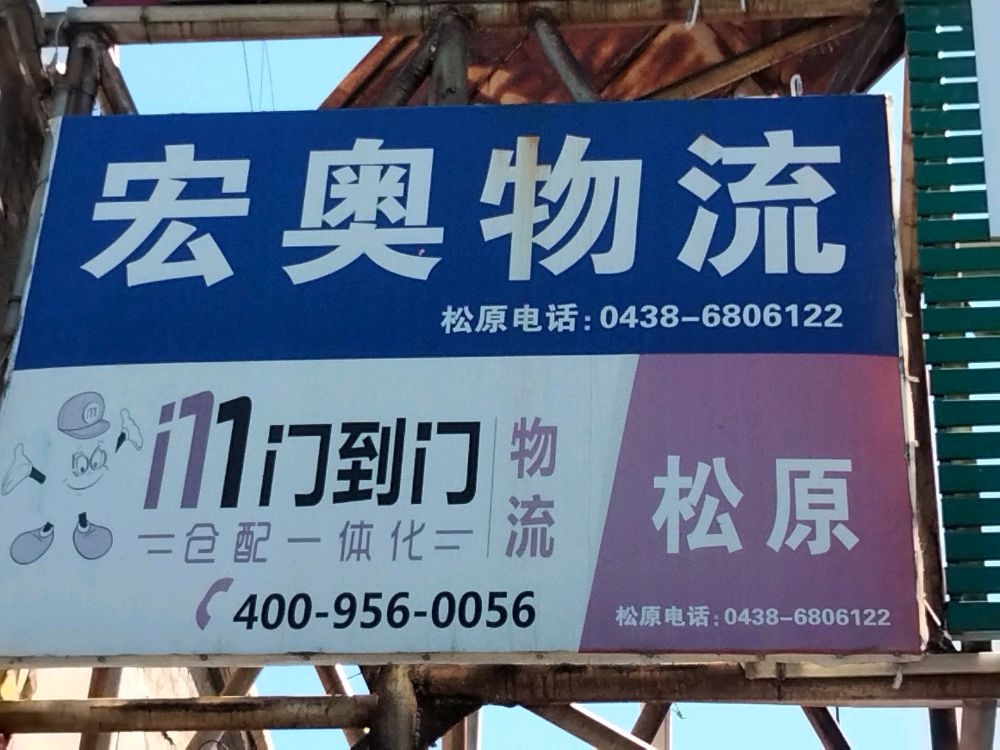 宏奥物流
松原电话:0438-6806122
m
门到门
物流
仓配一体化
400-956-0056
松原
松原电话:0438-6806122